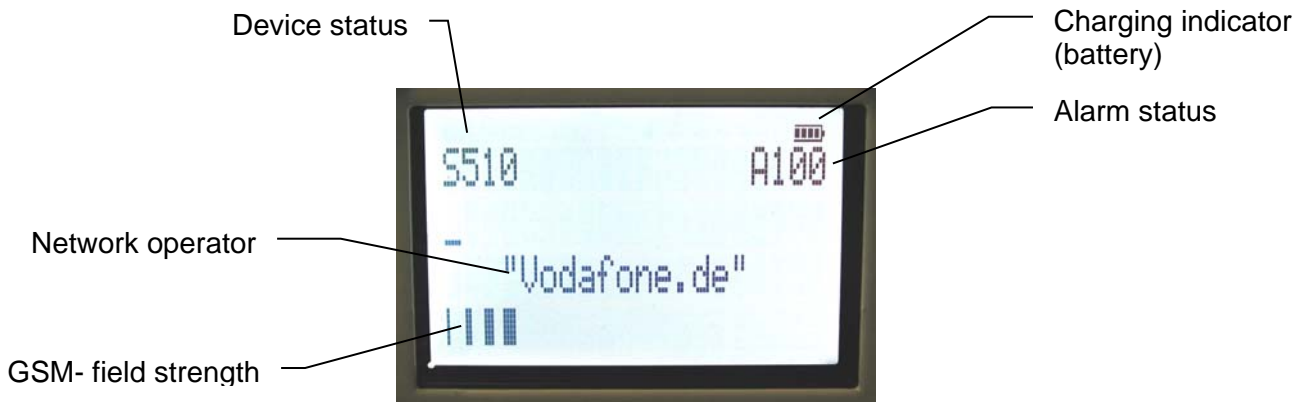 Device status
Charging indicator
(battery)
Alarm status
S510
A100
Network operator
"Vodafone.de"
GSM- field strength